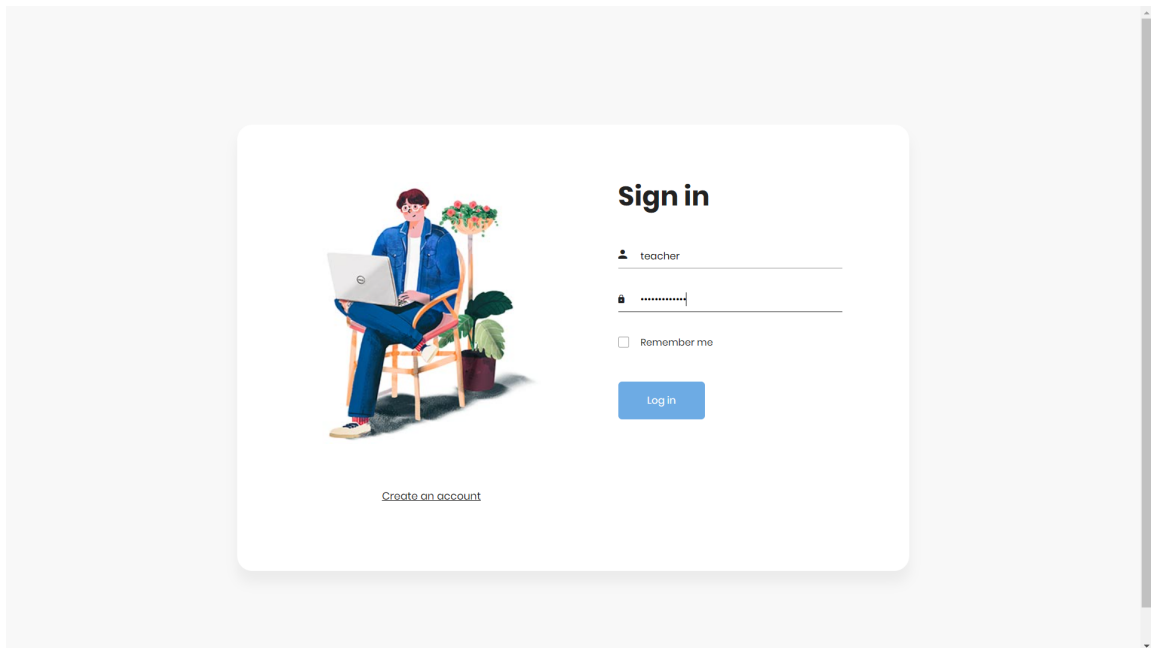 Sign in
teacher
•••••••••••••
Remember me
Log in
Create an account